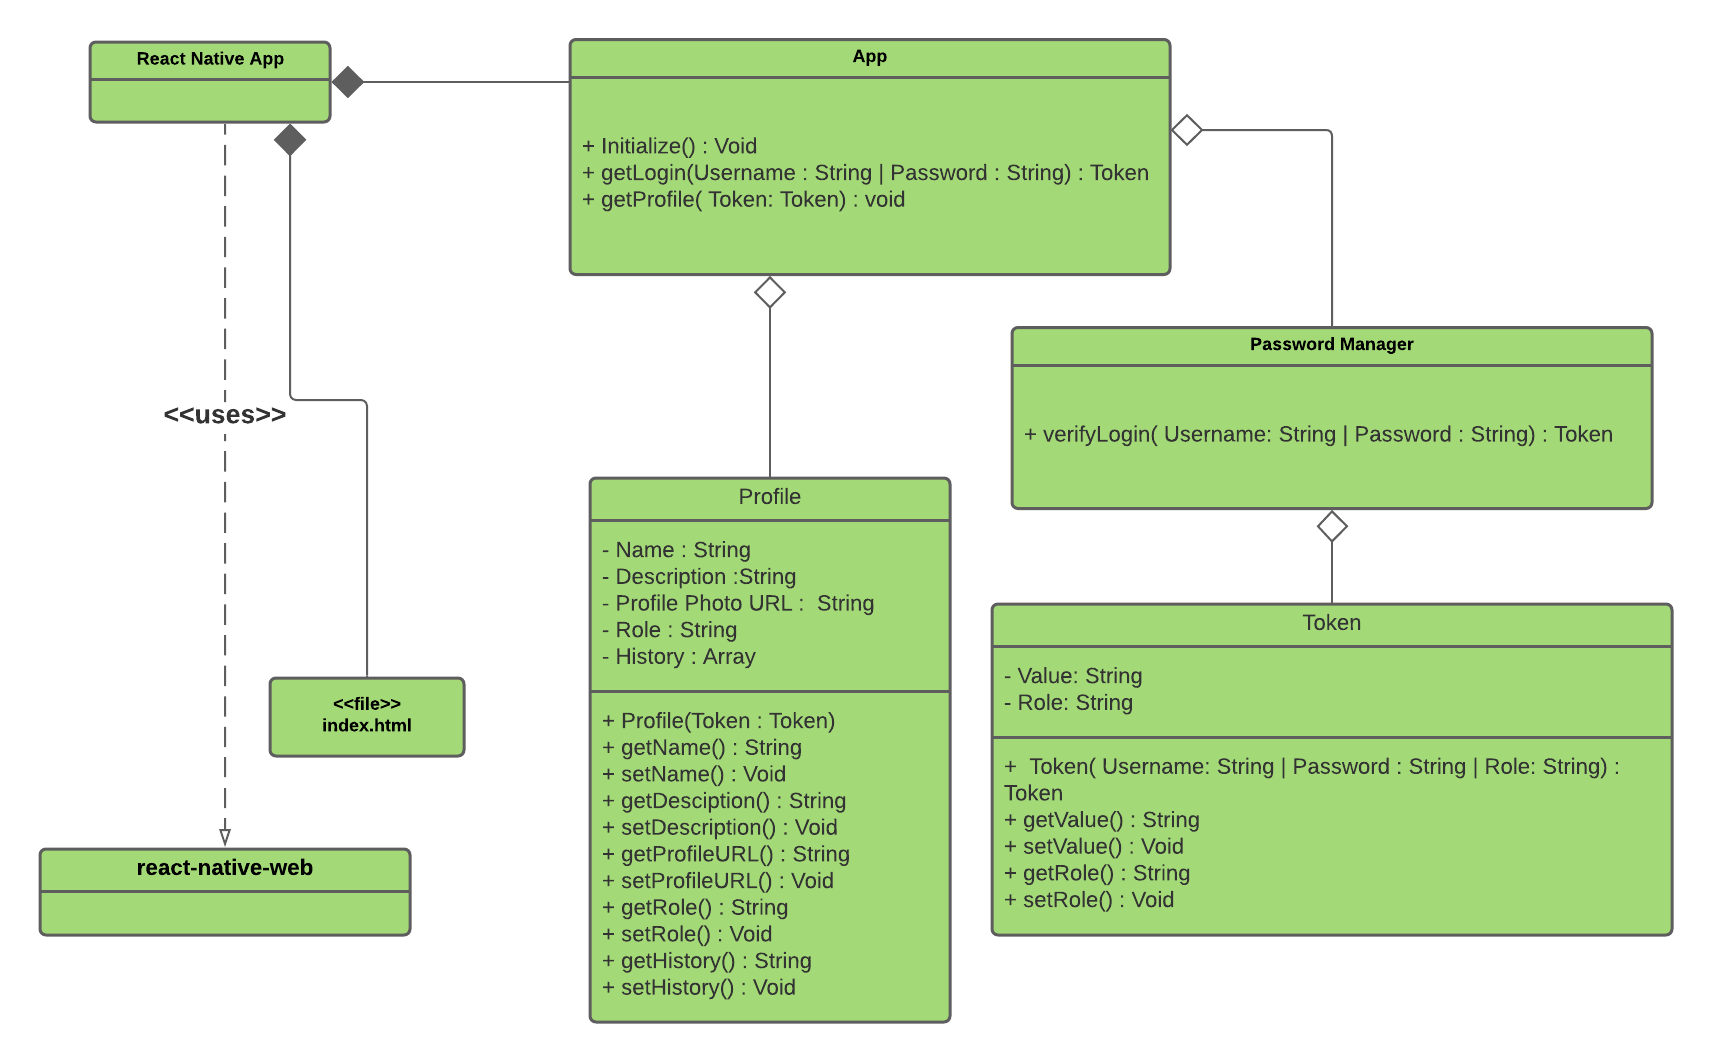 React Native App
App
+ Initialize() : Void
+ getLogin(Username : String | Password : String) : Token
+ getProfile( Token: Token) : void
Password Manager
+ verifyLogin( Username: String | Password : String) : Token
<<uses>>
Profile
- Name : String
- Description :String
- Profile Photo URL :  String
- Role : String
- History : Array
+ Profile(Token : Token)
+ getName() : String
+ setName() : Void
+ getDesciption() : String
+ setDescription() : Void
+ getProfileURL() : String
+ setProfileURL() : Void
+ getRole() : String
+ setRole() : Void
+ getHistory() : String
+ setHistory() : Void
Token
- Value: String
- Role: String
+  Token( Username: String | Password : String | Role: String) :
Token
+ getValue() : String
+ setValue() : Void
+ getRole() : String
+ setRole() : Void
<<file>>
index.html
react-native-web